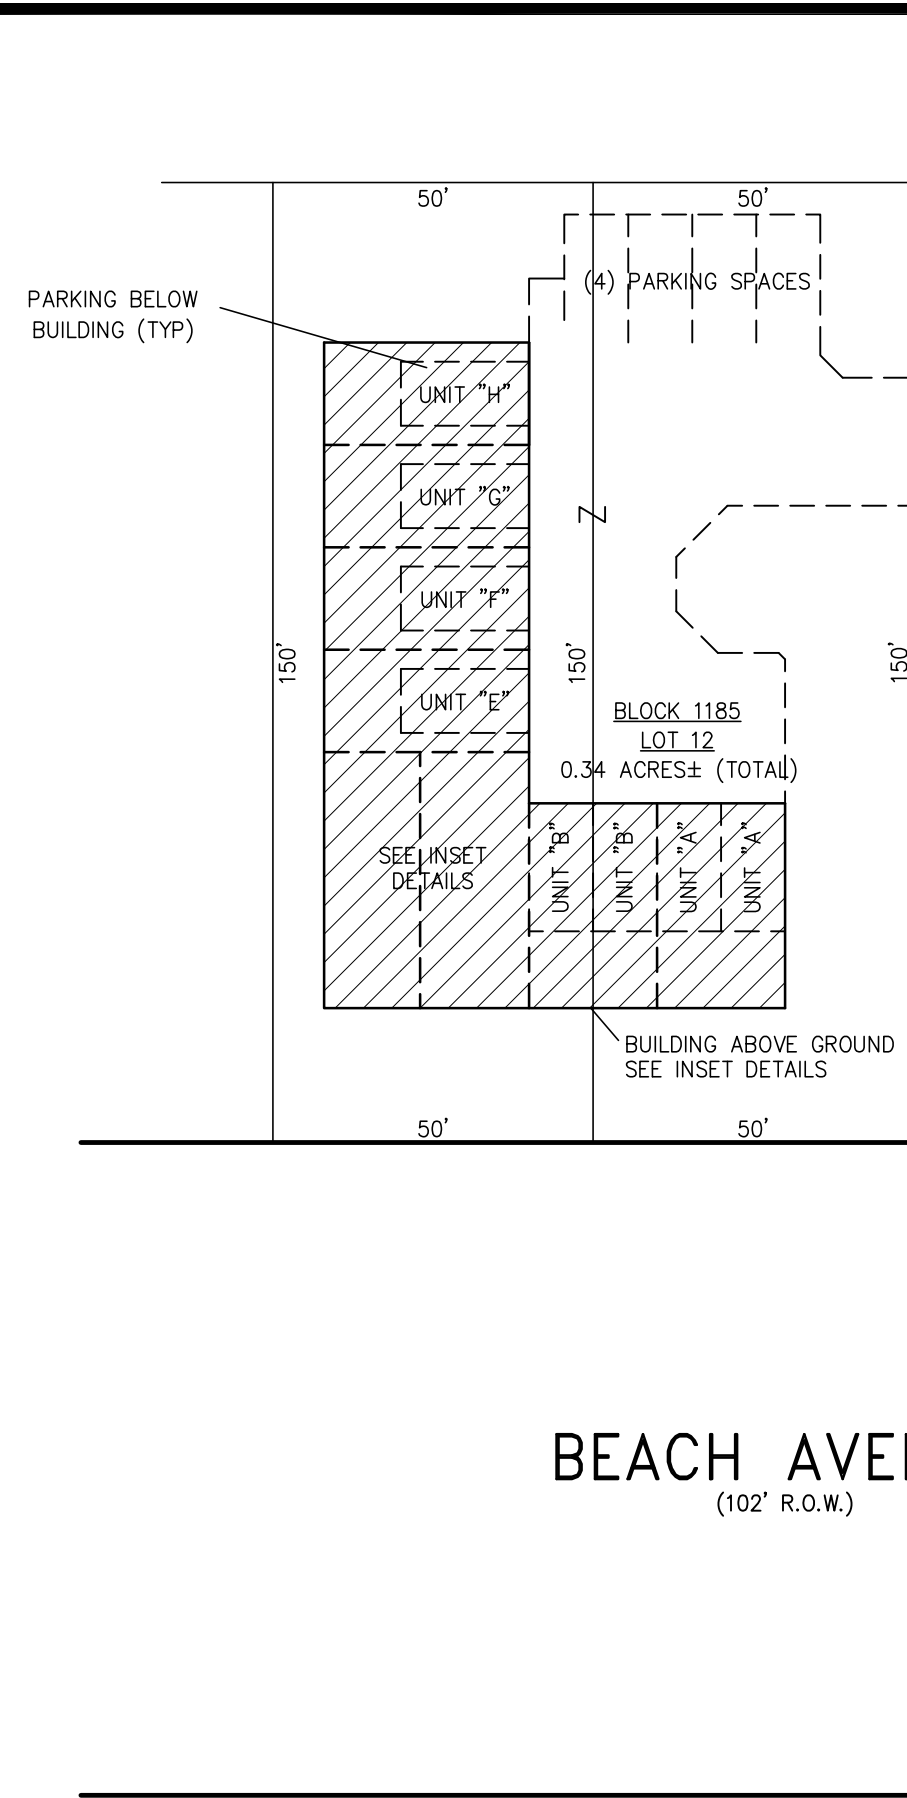 50'
50'
(4) PARKING SPACES
PARKING BELOW
BUILDING (TYP)
UNIT "H"
UNIT "G"
UNIT "F"
150'
150'
150'
UNIT "E"
BLOCK 1185
LOT 12
0.34 ACRES± (TOTAL)
SEE INSET
DETAILS
UNIT "B"
UNIT "B"
UNIT "A"
UNIT "A"
BUILDING ABOVE GROUND
SEE INSET DETAILS
50'
50'
BEACH
(102' R.O.W.)